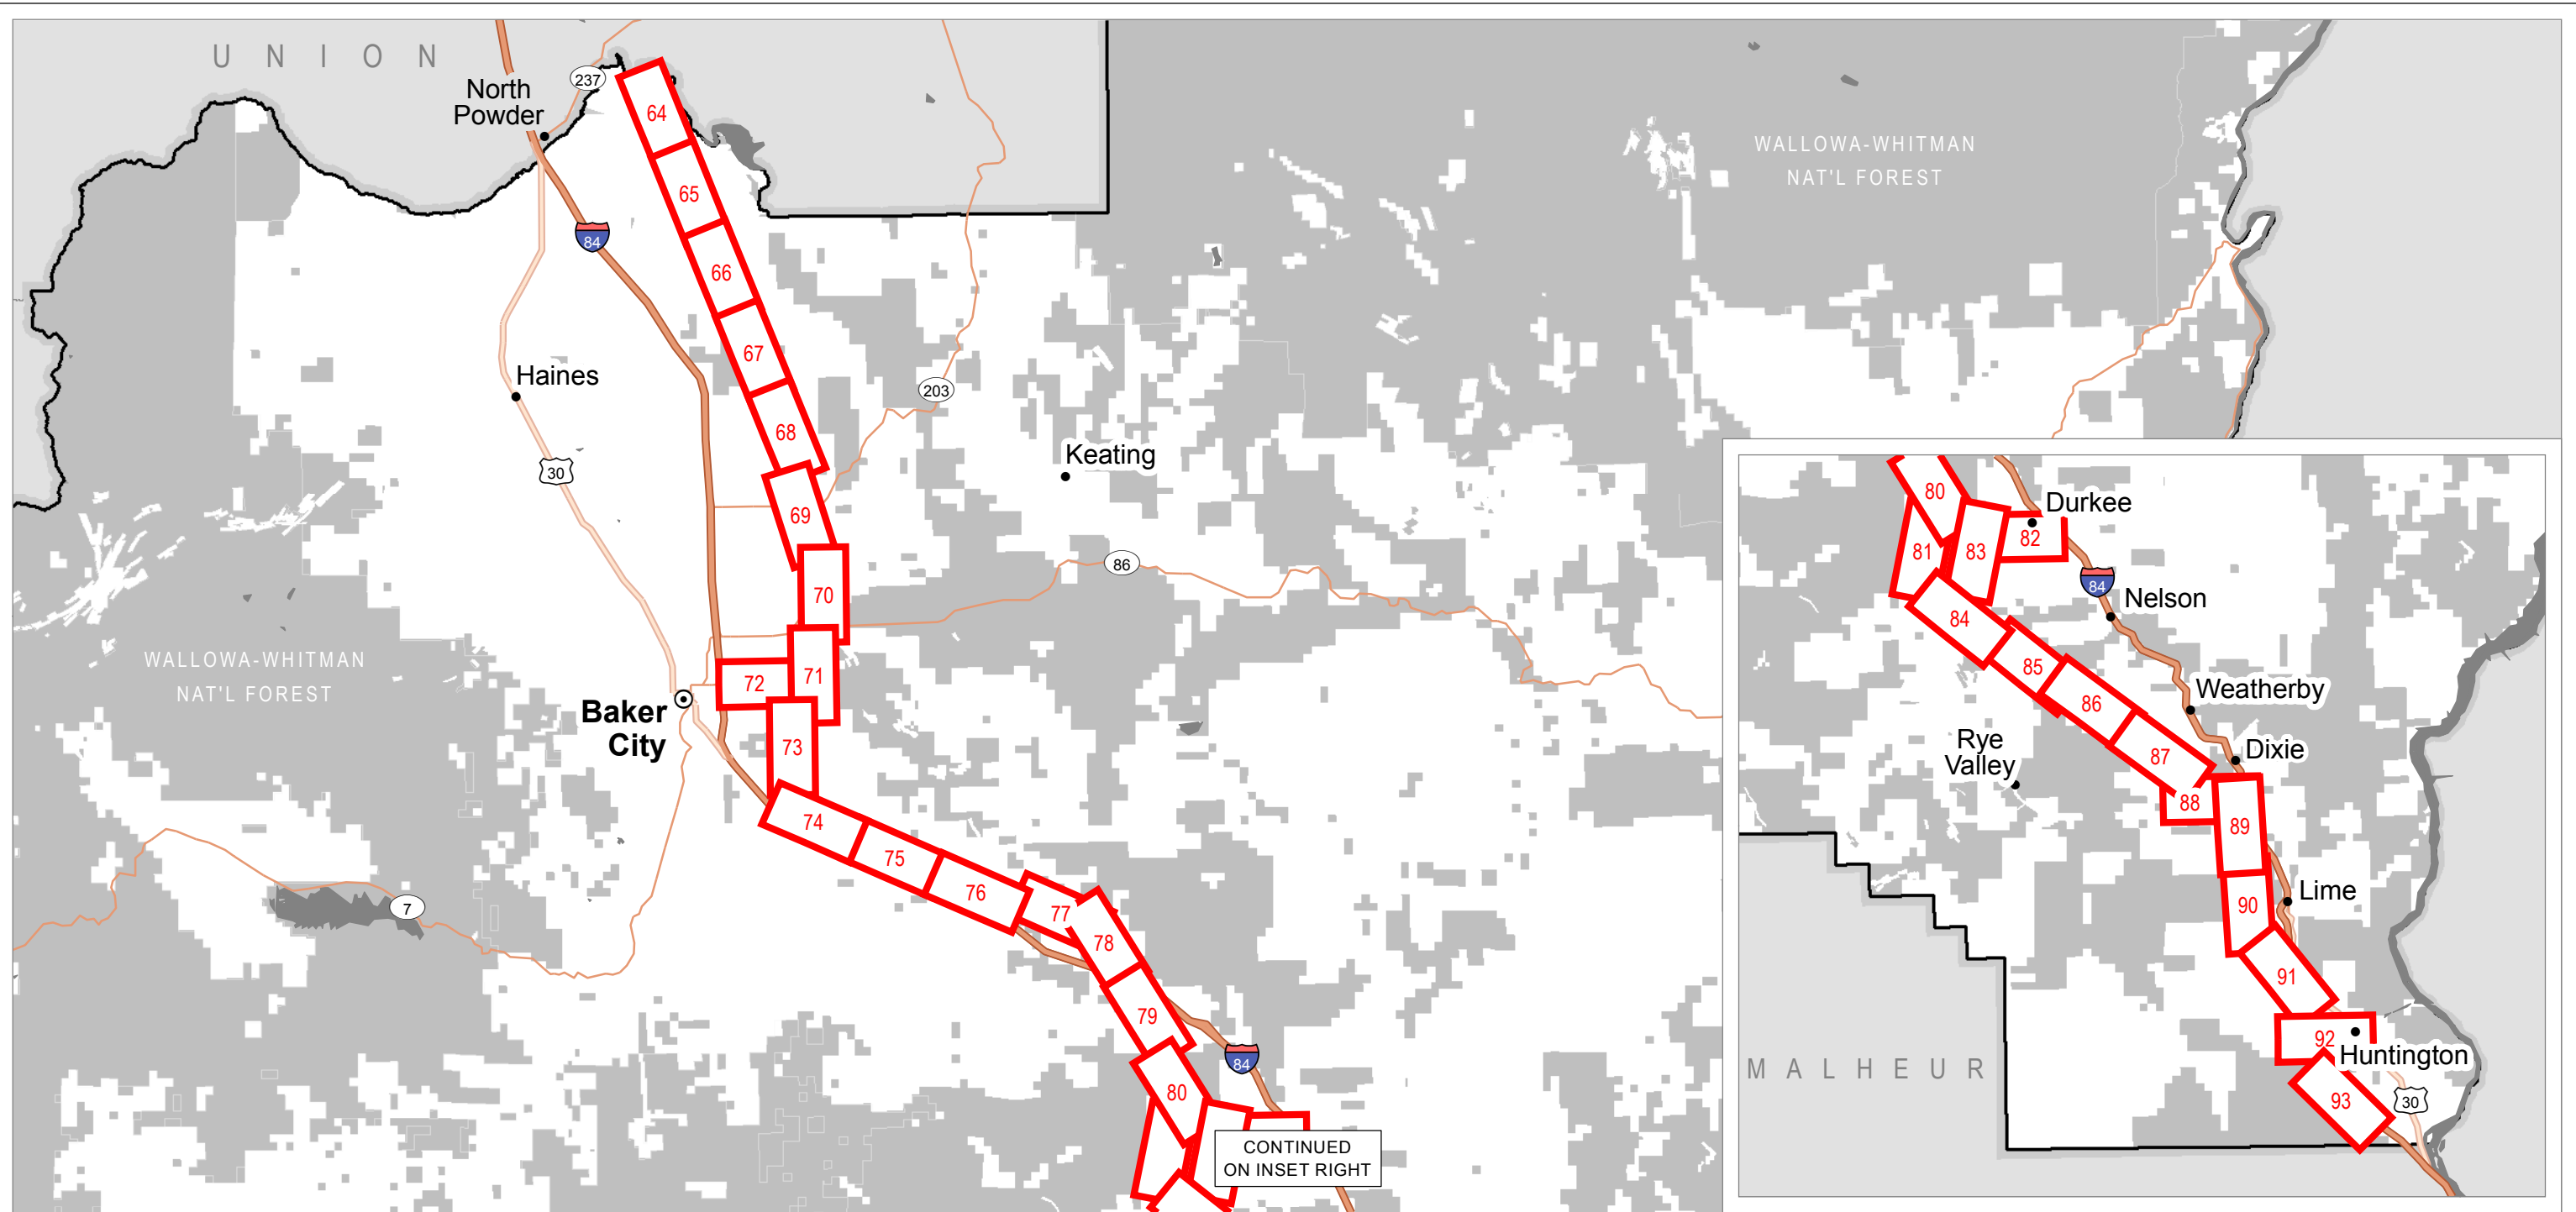 UNION
237
North
Powder
64
WALLOWA-WHITMAN
NAT'L FOREST
65
84
66
67
Haines
203
68
Keating
30
69
86
70
WALLOWA-WHITMAN
NAT'L FOREST
71
72
Baker
City
73
74
75
76
7
77
78
79
84
80
CONTINUED
ON INSET RIGHT
80
Durkee
82
81
83
84
Nelson
84
85
Weatherby
86
Rye
Valley
87
Dixie
88
89
Lime
90
91
92
Huntington
MALHEUR
93
30